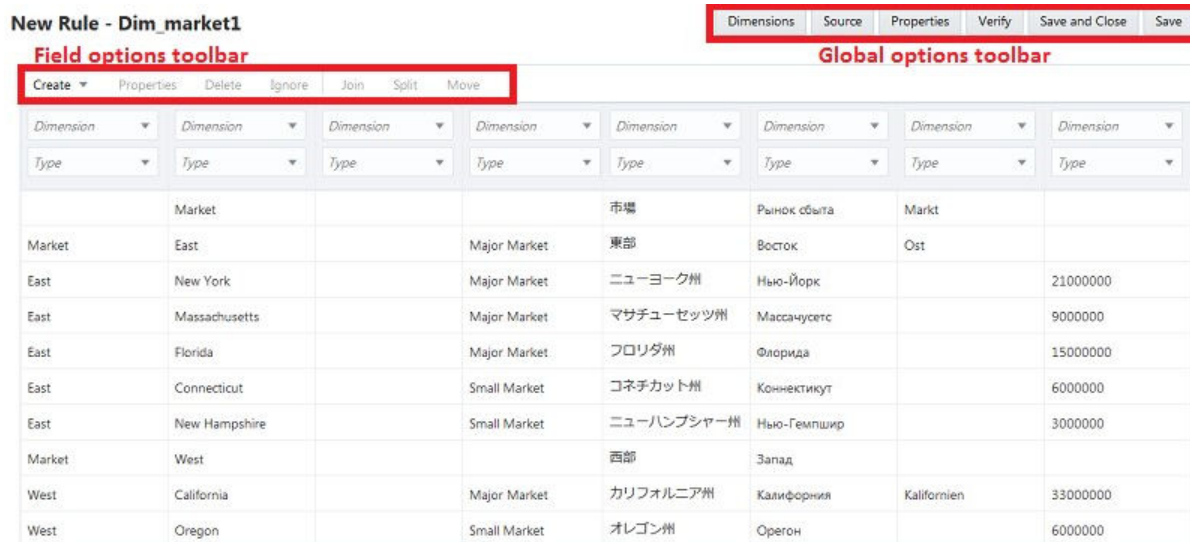 New Rule - Dim_market1 Dimensions Source Properties Verify Save and Close Save
Field options toolbar Global options toolbar
Create Properties Delete Ignore Join Split Move
Dimension Dimension Dimension Dimension Dimension Dimension Dimension Dimension
Type Type Type Type Type Type Type Type
Market 市場 Рынок сбыта Markt
Market East Major Market 東部 Восток Ost
East New York Major Market ニューヨーク州 Нью-Йорк 21000000
East Massachusetts Major Market マサチューセッツ州 Массачусетс 9000000
East Florida Major Market フロリダ州 Флорида 15000000
East Connecticut Small Market コネチカット州 Коннектикут 6000000
East New Hampshire Small Market ニューハンプシャー州 Нью-Гемпшир 3000000
Market West 西部 Запад
West California Major Market カリフォルニア州 Калифорния Kalifornien 33000000
West Oregon Small Market オレゴン州 Орегон 6000000